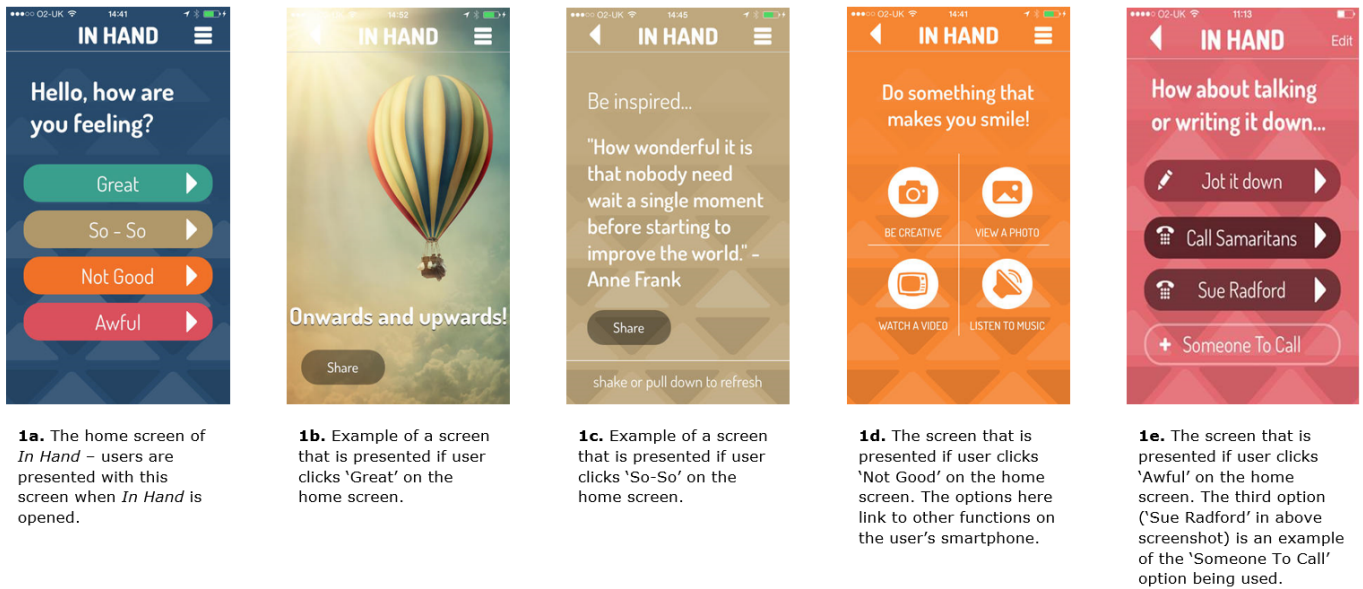 O2-UK 14:41
IN HAND
Hello, how are
you feeling?
Great
So - So
Not Good
Awful
1a. The home screen of
In Hand – users are
presented with this
screen when In Hand is
opened.
O2-UK 14:52
IN HAND
Onwards and upwards!
Share
1b. Example of a screen
that is presented if user
clicks ‘Great’ on the
home screen.
O2-UK 14:45
IN HAND
Be inspired...
"How wonderful it is
that nobody need
wait a single moment
before starting to
improve the world." -
Anne Frank
Share
shake or pull down to refresh
1c. Example of a screen
that is presented if user
clicks ‘So-So’ on the
home screen.
O2-UK 14:41
IN HAND
Do something that
makes you smile!
BE CREATIVE VIEW A PHOTO
WATCH A VIDEO LISTEN TO MUSIC
1d. The screen that is
presented if user clicks
‘Not Good’ on the home
screen. The options here
link to other functions on
the user’s smartphone.
O2-UK 11:13
IN HAND Edit
How about talking
or writing it down...
Jot it down
Call Samaritans
Sue Radford
+ Someone To Call
1e. The screen that is
presented if user clicks
‘Awful’ on the home
screen. The third option
(‘Sue Radford’ in above
screenshot) is an example
of the ‘Someone To Call’
option being used.